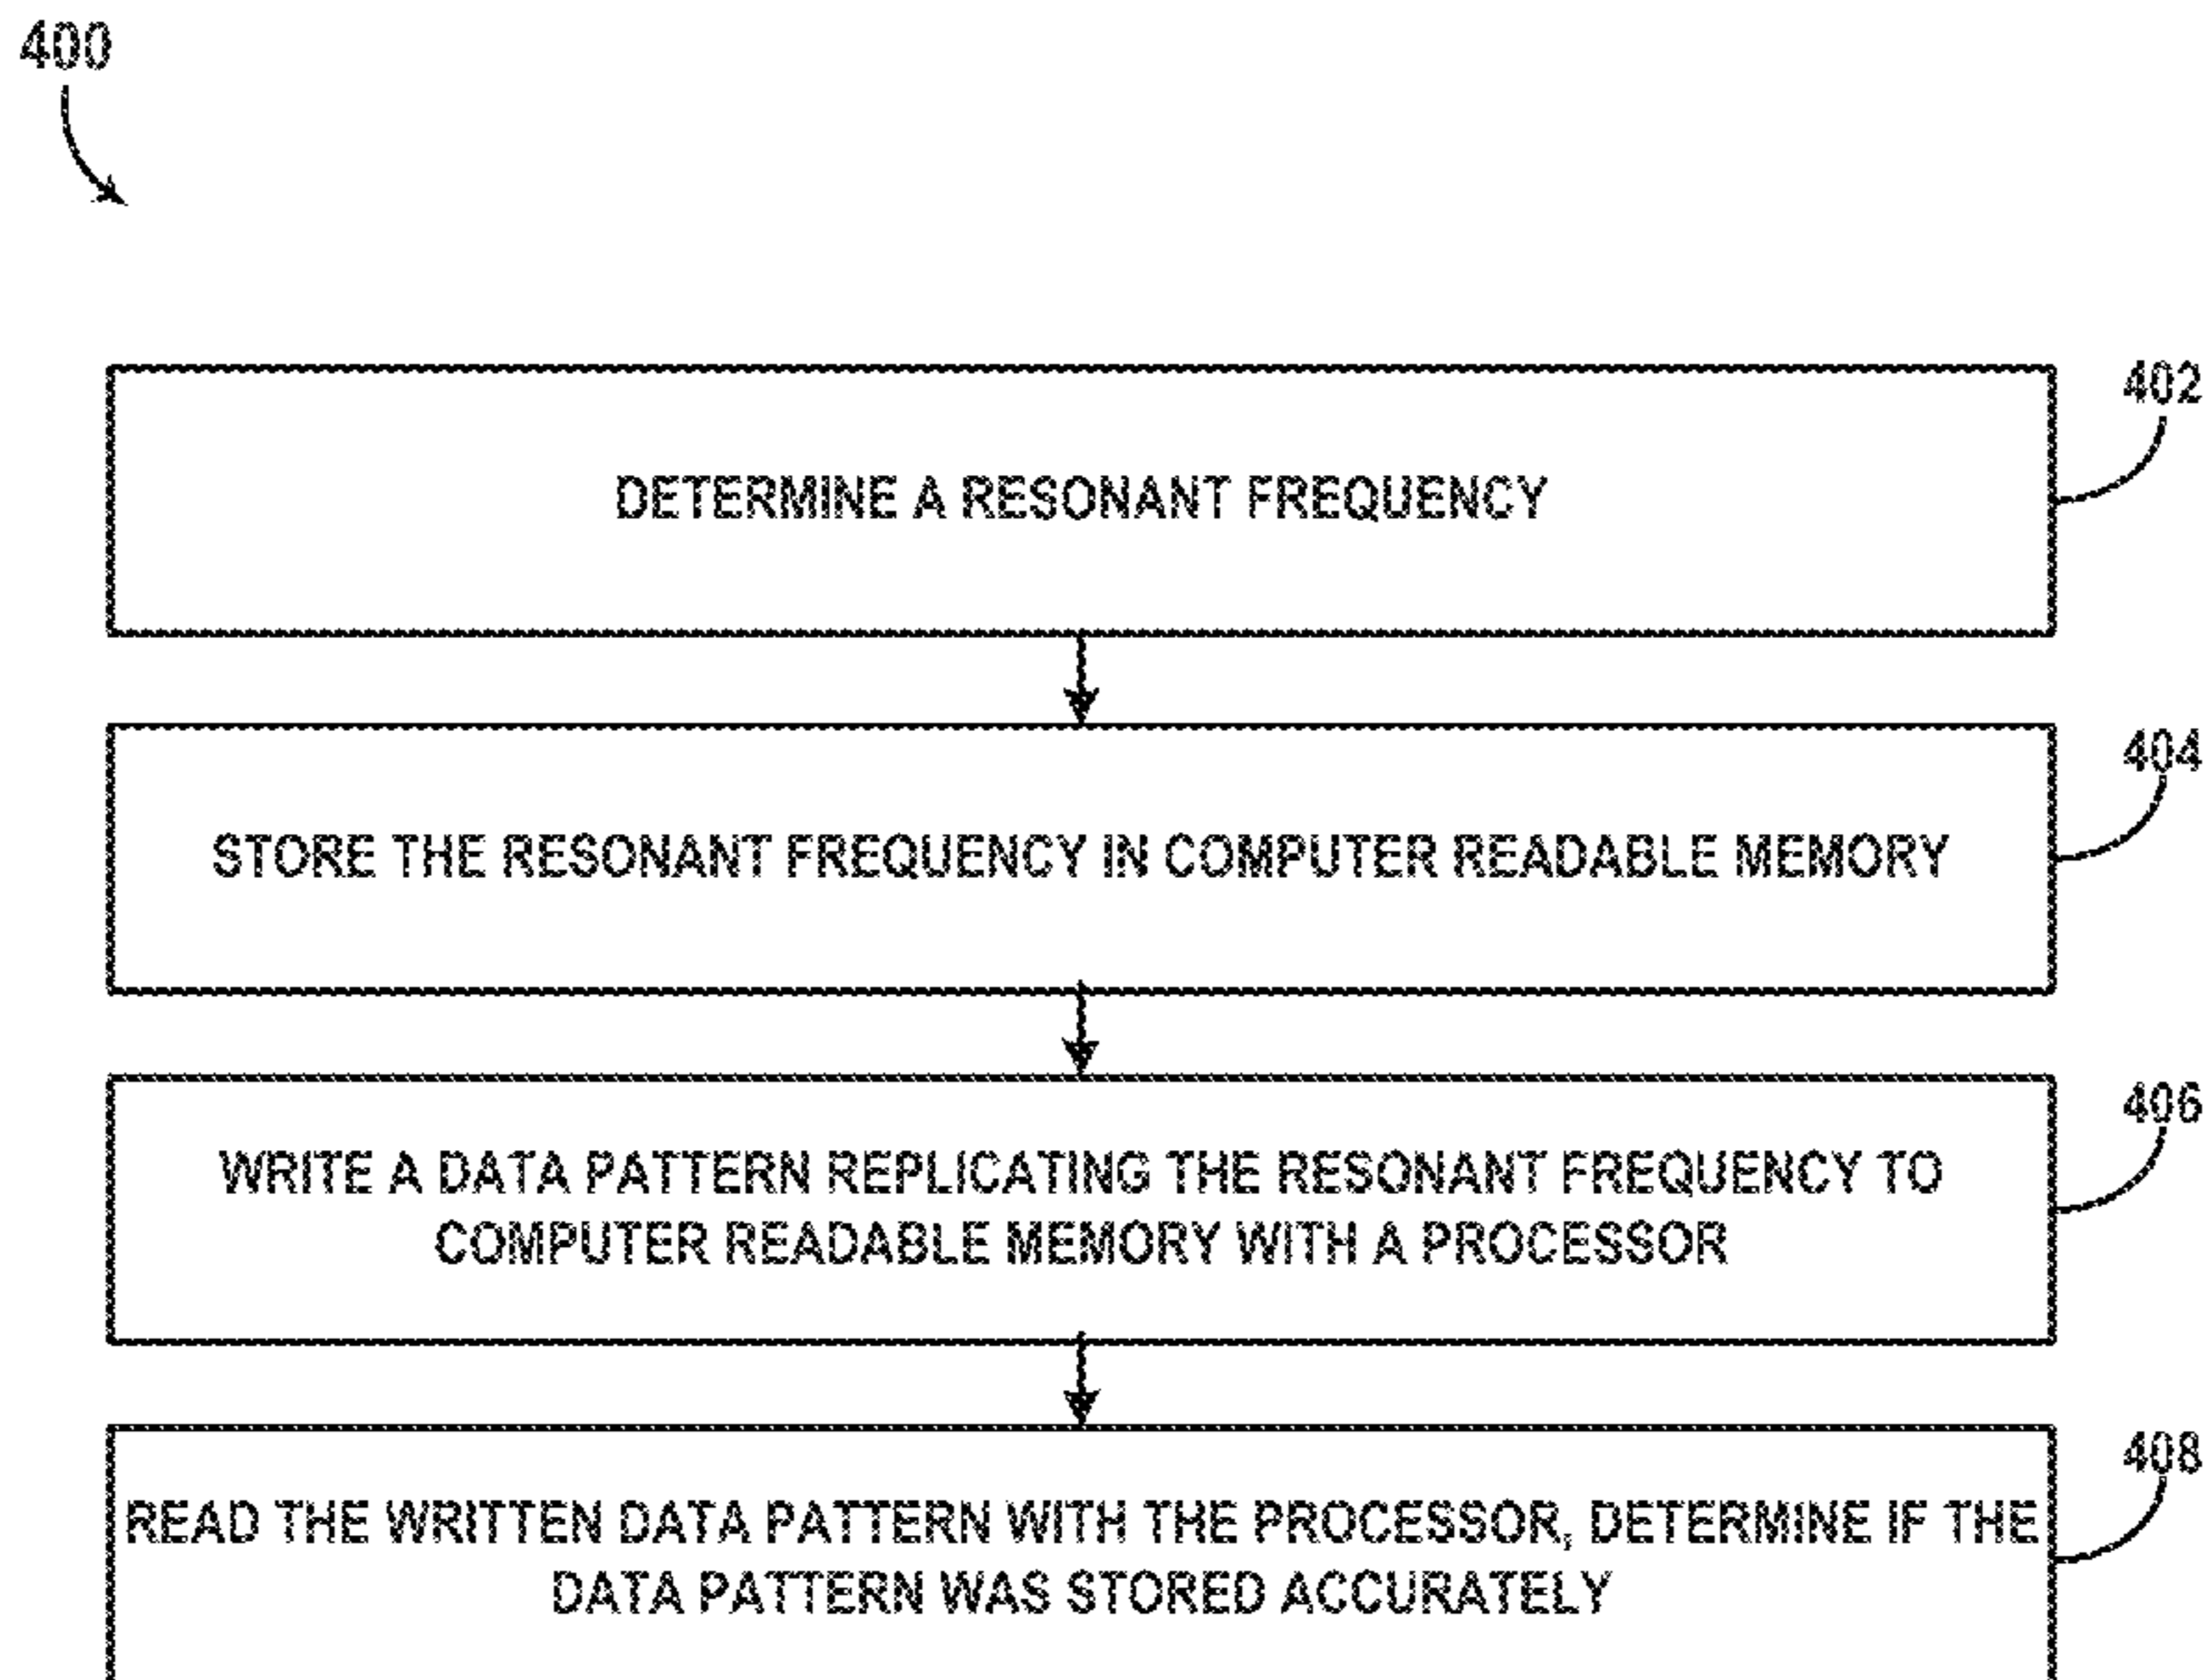 400
402
DETERMINE A RESONANT FREQUENCY
404
STORE THE RESONANT FREQUENCY IN COMPUTER READABLE MEMORY
406
WRITE A DATA PATTERN REPLICATING THE RESONANT FREQUENCY TO
COMPUTER READABLE MEMORY WITH A PROCESSOR
408
READ THE WRITTEN DATA PATTERN WITH THE PROCESSOR, DETERMINE IF THE
DATA PATTERN WAS STORED ACCURATELY